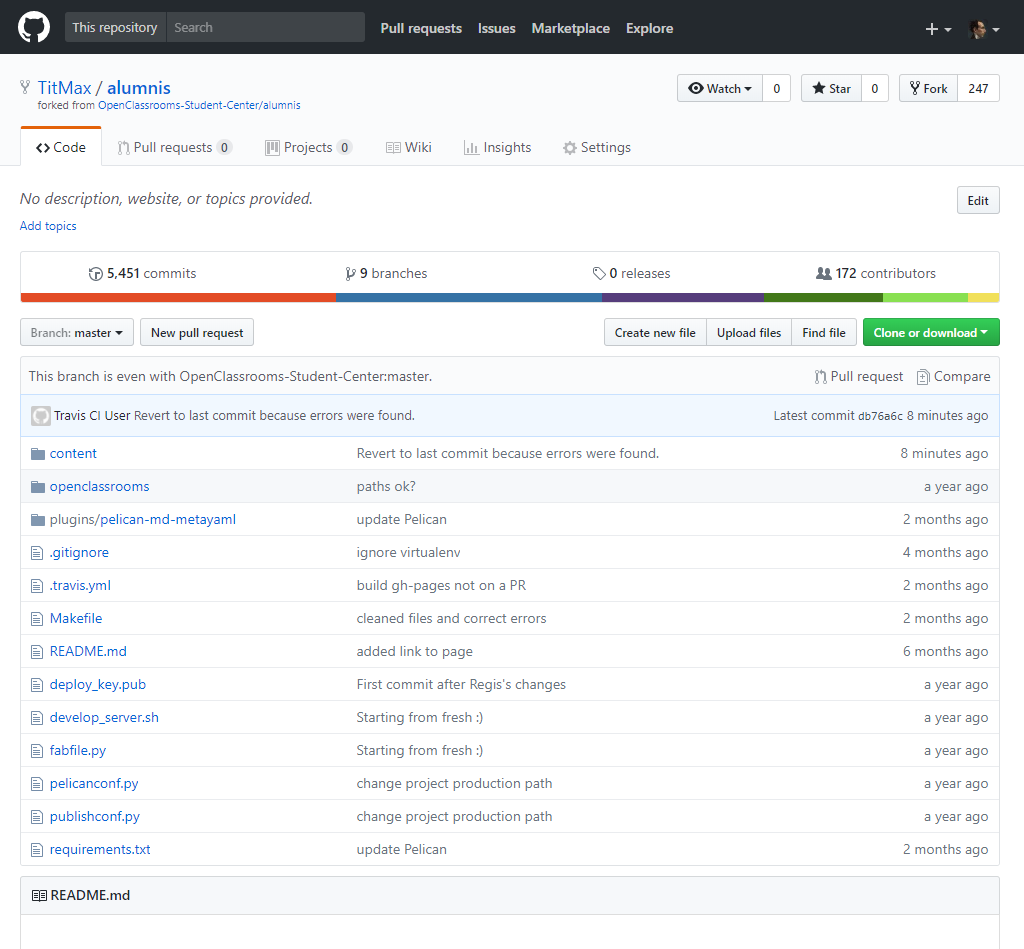 This repository Search Pull requests Issues Marketplace Explore
TitMax / alumnis Watch 0 Star 0 Fork 247
forked from OpenClassrooms-Student-Center/alumnis
Code Pull requests 0 Projects 0 Wiki Insights Settings
No description, website, or topics provided. Edit
Add topics
5,451 commits 9 branches 0 releases 172 contributors
Branch: master New pull request Create new file Upload files Find file Clone or download
This branch is even with OpenClassrooms-Student-Center:master. Pull request Compare
Travis CI User Revert to last commit because errors were found. Latest commit db76a6c 8 minutes ago
content Revert to last commit because errors were found. 8 minutes ago
openclassrooms paths ok? a year ago
plugins/pelican-md-metayaml update Pelican 2 months ago
.gitignore ignore virtualenv 4 months ago
.travis.yml build gh-pages not on a PR 2 months ago
Makefile cleaned files and correct errors 2 months ago
README.md added link to page 6 months ago
deploy_key.pub First commit after Regis's changes a year ago
develop_server.sh Starting from fresh :) a year ago
fabfile.py Starting from fresh :) a year ago
pelicanconf.py change project production path a year ago
publishconf.py change project production path a year ago
requirements.txt update Pelican 2 months ago
README.md